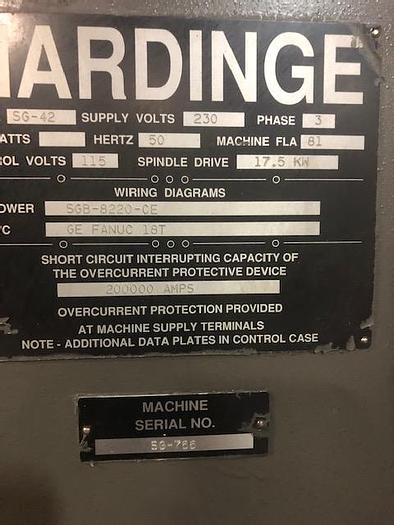 HARDINGE
SG-42 SUPPLY VOLTS 230 PHASE 3
ATTS HERTZ 50 MACHINE FLA 81
ROL VOLTS 115 SPINDLE DRIVE 17.5 KW
WIRING DIAGRAMS
OWER SGB-8220-CE
C GE FANUC 18T
SHORT CIRCUIT INTERRUPTING CAPACITY OF
THE OVERCURRENT PROTECTIVE DEVICE
200000 AMPS
OVERCURRENT PROTECTION PROVIDED
AT MACHINE SUPPLY TERMINALS
NOTE - ADDITIONAL DATA PLATES IN CONTROL CASE
MACHINE
SERIAL NO.
SG-766